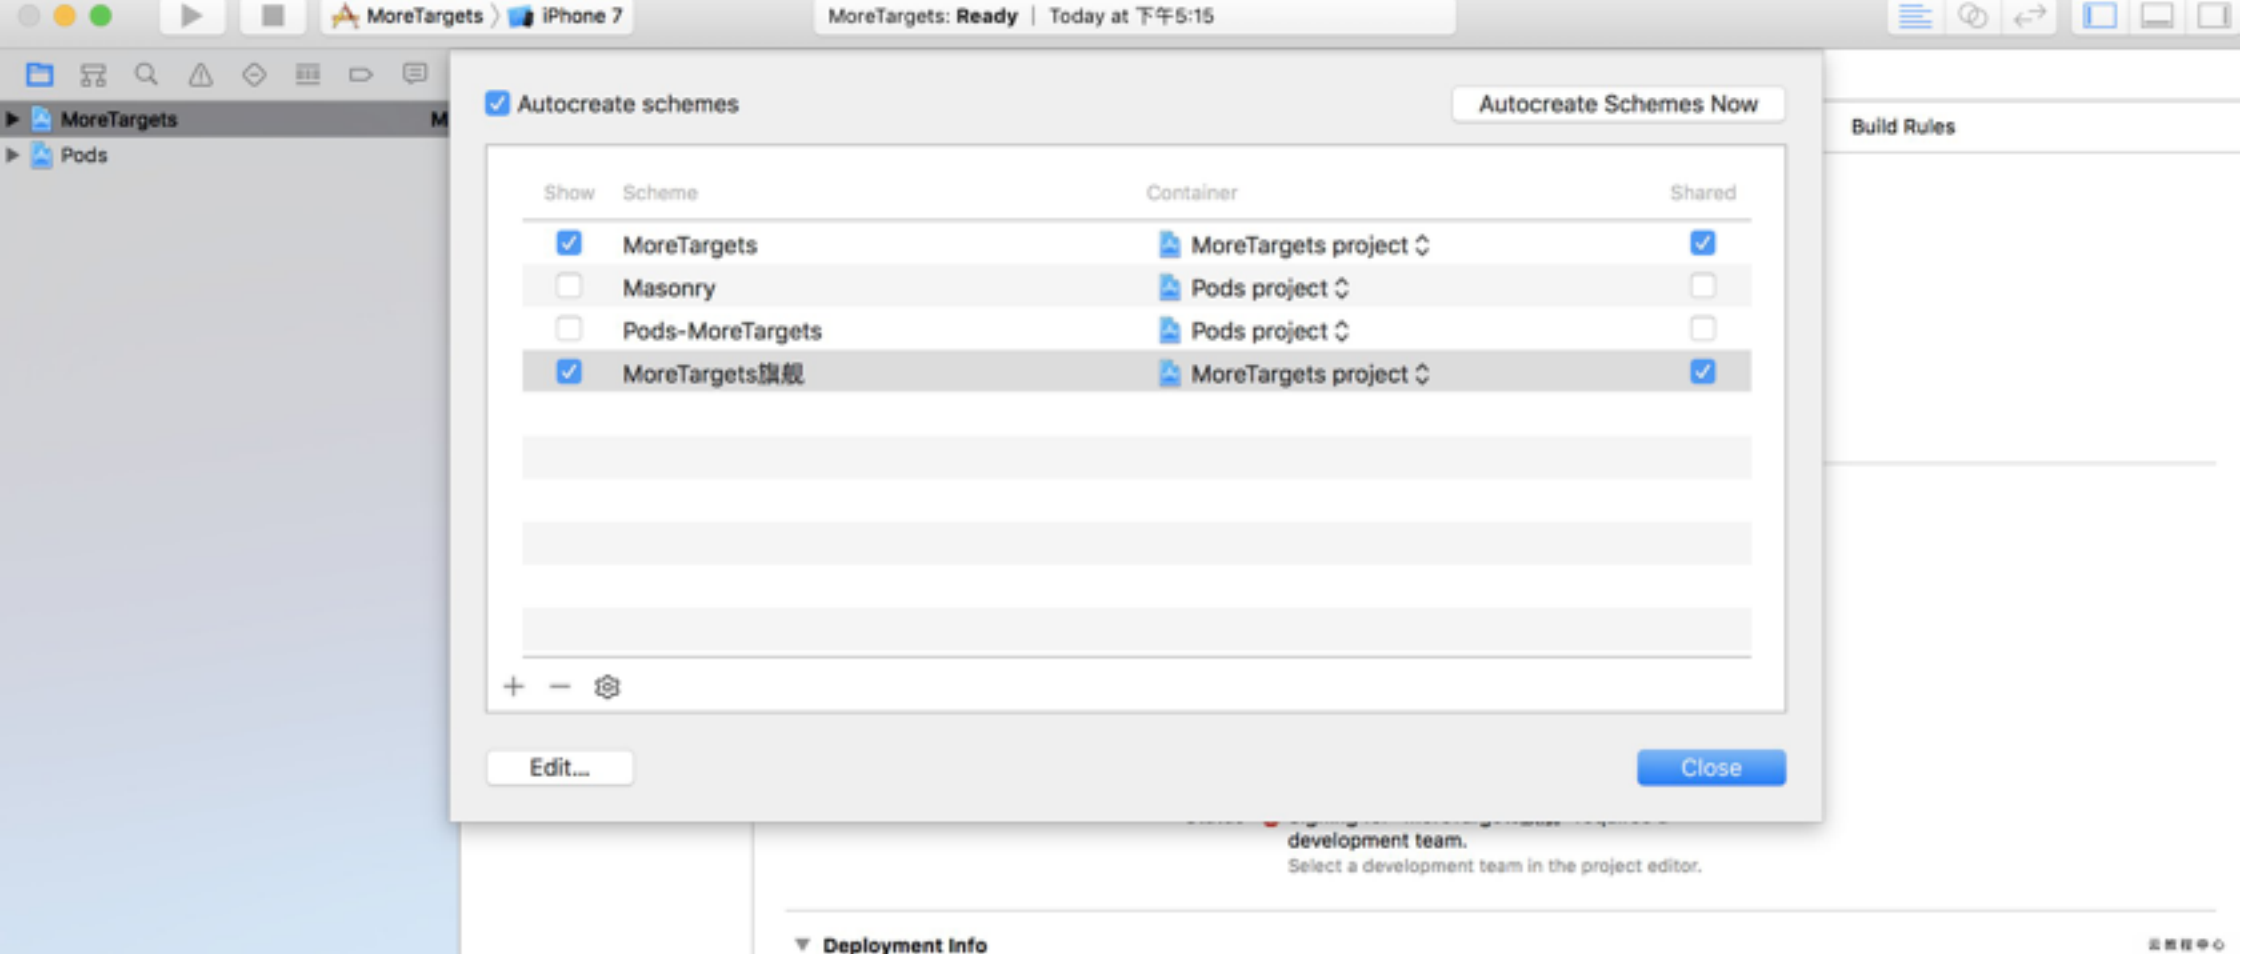 MoreTargets 〉 iPhone 7
MoreTargets: Ready | Today at 下午5:15
Autocreate schemes
Autocreate Schemes Now
MoreTargets M
Build Rules
Pods
Show Scheme Container Shared
MoreTargets MoreTargets project
Masonry Pods project
Pods-MoreTargets Pods project
MoreTargets旗舰 MoreTargets project
Edit...
Close
development team.
Select a development team in the project editor.
Deployment Info